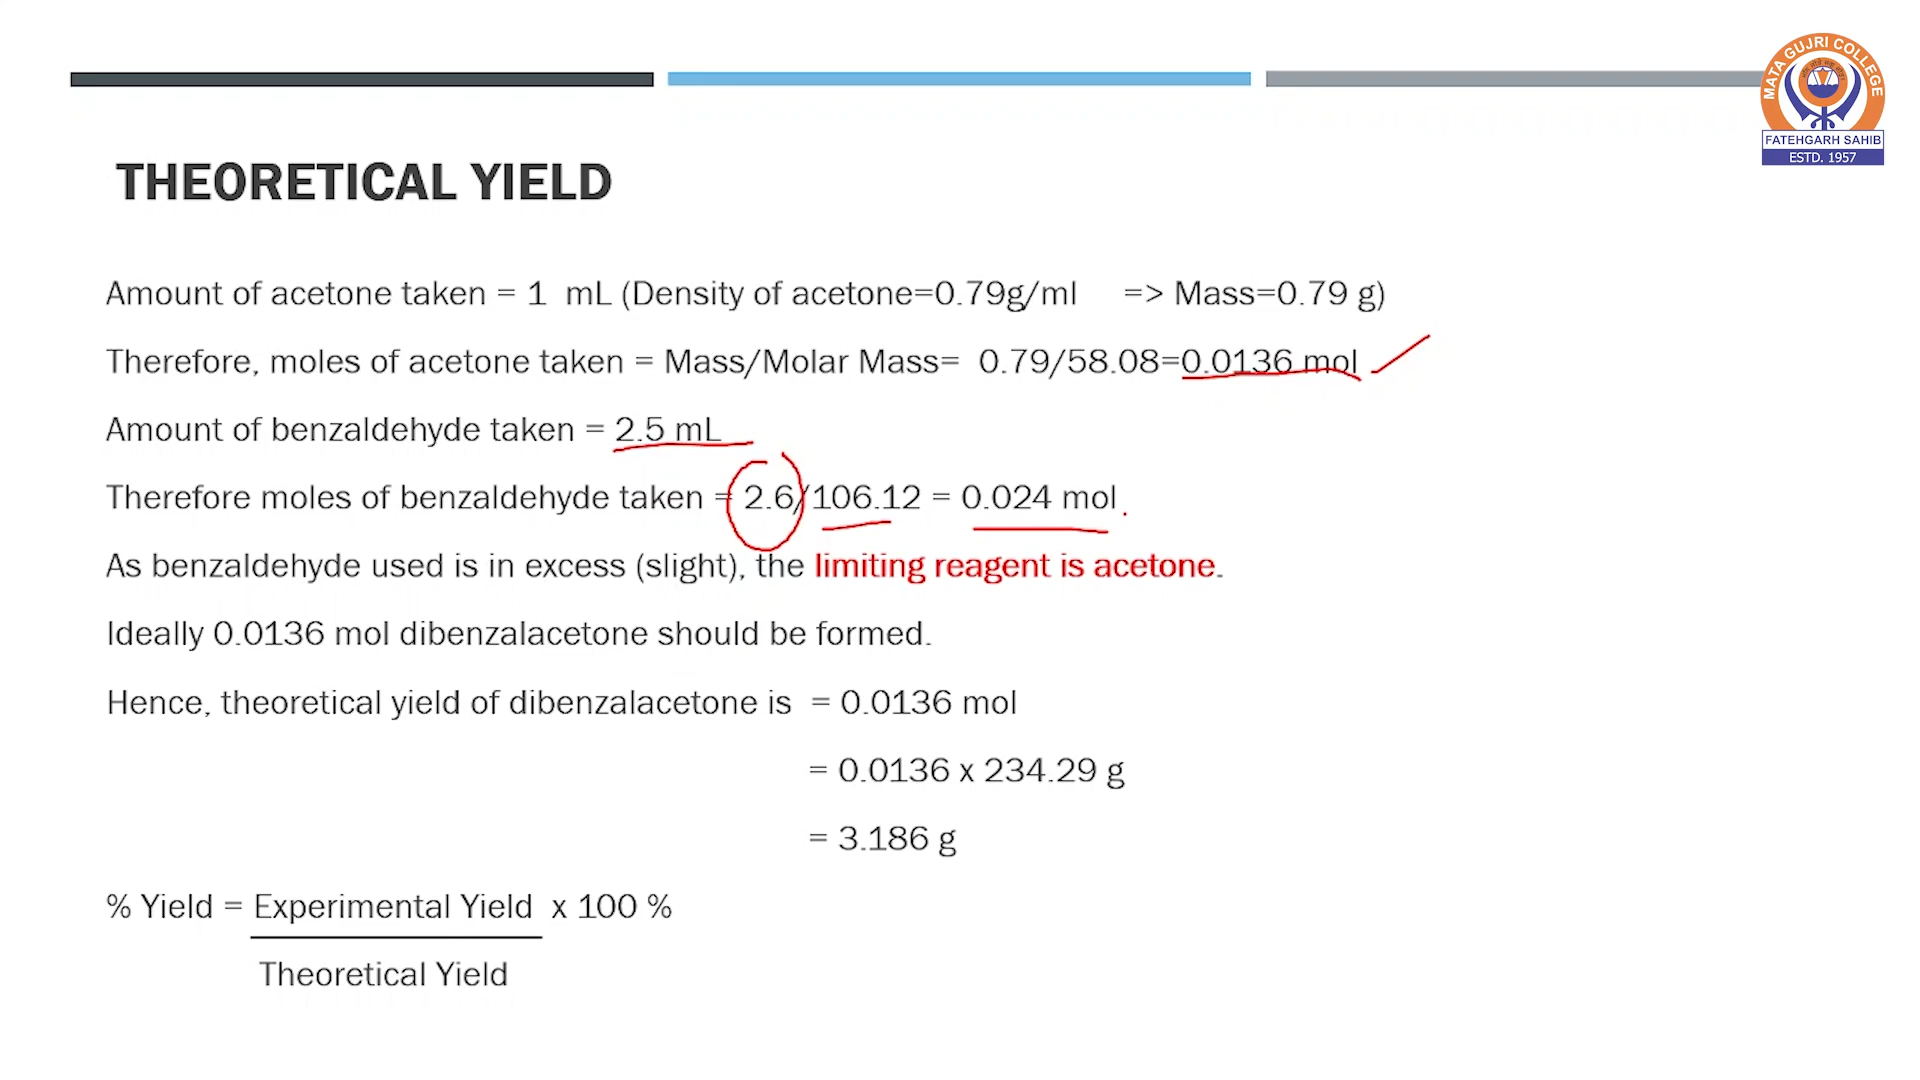 MATA GUJRI COLLEGE
FATEHGARH SAHIB
ESTD. 1957
THEORETICAL YIELD
Amount of acetone taken = 1 mL (Density of acetone=0.79g/ml => Mass=0.79 g)
Therefore, moles of acetone taken = Mass/Molar Mass= 0.79/58.08=0.0136 mol
Amount of benzaldehyde taken = 2.5 mL
Therefore moles of benzaldehyde taken = 2.6/106.12 = 0.024 mol
As benzaldehyde used is in excess (slight), the limiting reagent is acetone.
Ideally 0.0136 mol dibenzalacetone should be formed.
Hence, theoretical yield of dibenzalacetone is = 0.0136 mol
= 0.0136 x 234.29 g
= 3.186 g
% Yield = Experimental Yield x 100 %
Theoretical Yield